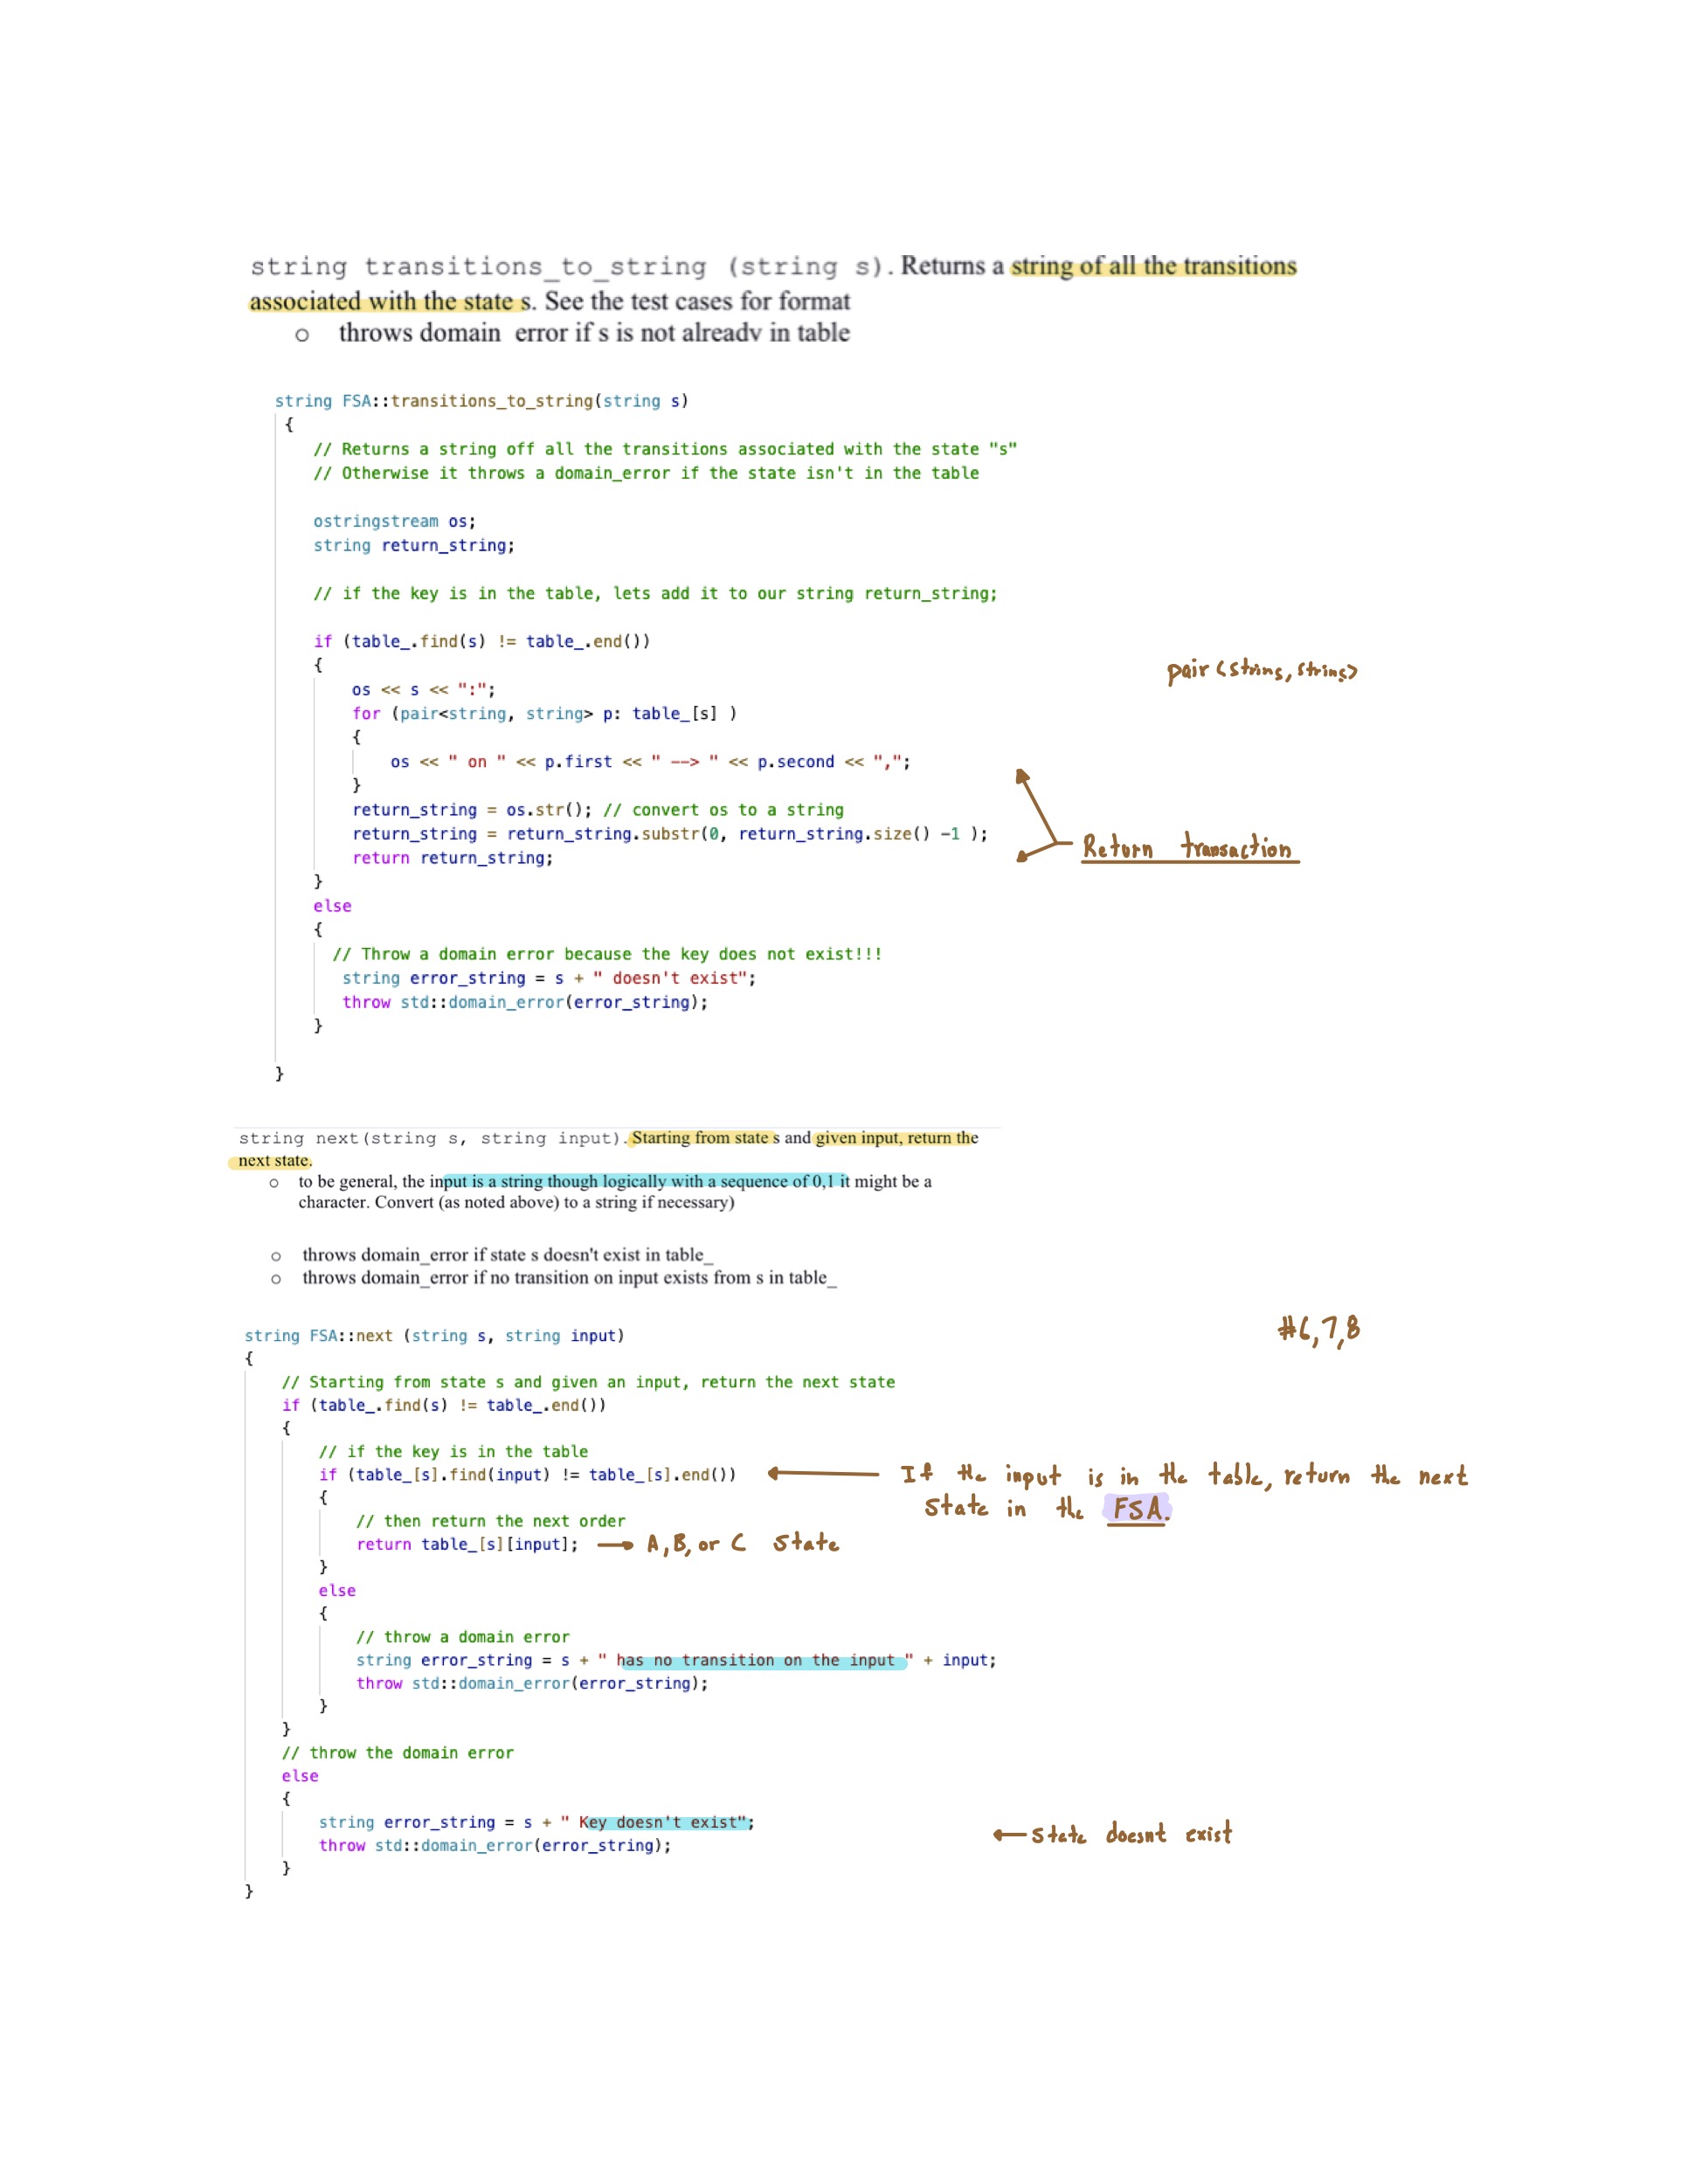 string transitions_to_string (string s). Returns a string of all the transitions
associated with the state s. See the test cases for format
o throws domain_error if s is not already in table
string FSA::transitions_to_string(string s)
{
// Returns a string off all the transitions associated with the state "s"
// Otherwise it throws a domain_error if the state isn't in the table
ostringstream os;
string return_string;
// if the key is in the table, lets add it to our string return_string;
if (table_.find(s) != table_.end())
{
pair<string, string>
os << s << ":";
for (pair<string, string> p: table_[s] )
{
os << " on " << p.first << " --> " << p.second << ",";
}
return_string = os.str(); // convert os to a string
return_string = return_string.substr(0, return_string.size() -1 );
Return transaction
return return_string;
}
else
{
// Throw a domain error because the key does not exist!!!
string error_string = s + " doesn't exist";
throw std::domain_error(error_string);
}
}
string next(string s, string input). Starting from state s and given input, return the
next state.
o to be general, the input is a string though logically with a sequence of 0,1 it might be a
character. Convert (as noted above) to a string if necessary)
o throws domain_error if state s doesn't exist in table_
o throws domain_error if no transition on input exists from s in table_
#6,7,8
string FSA::next (string s, string input)
{
// Starting from state s and given an input, return the next state
if (table_.find(s) != table_.end())
{
// if the key is in the table
if (table_[s].find(input) != table_[s].end())
If the input is in the table, return the next
state in the FSA.
{
// then return the next order
return table_[s][input]; → A, B, or C state
}
else
{
// throw a domain error
string error_string = s + " has no transition on the input " + input;
throw std::domain_error(error_string);
}
}
// throw the domain error
else
{
string error_string = s + " Key doesn't exist";
← state doesnt exist
throw std::domain_error(error_string);
}
}